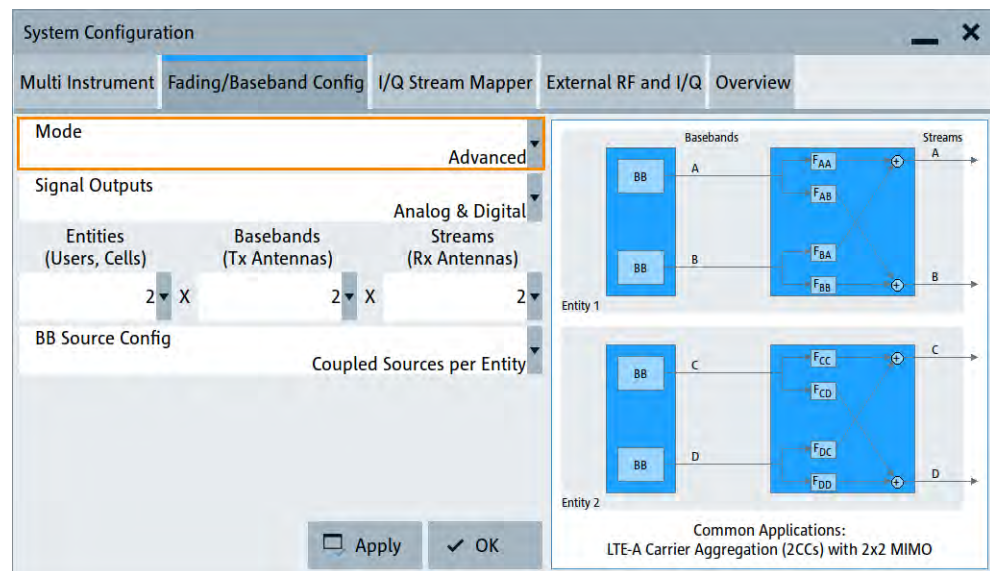 System Configuration
Multi Instrument Fading/Baseband Config I/Q Stream Mapper External RF and I/Q Overview
Mode
Advanced
Signal Outputs
Analog & Digital
Entities
(Users, Cells)
Basebands
(Tx Antennas)
Streams
(Rx Antennas)
2 X 2 X 2
BB Source Config
Coupled Sources per Entity
Apply OK
Basebands Streams
BB A FAA A
FAB
FBA
BB B FBB B
Entity 1
BB C FCC C
FCD
FDC
BB D FDD D
Entity 2
Common Applications:
LTE-A Carrier Aggregation (2CCs) with 2x2 MIMO